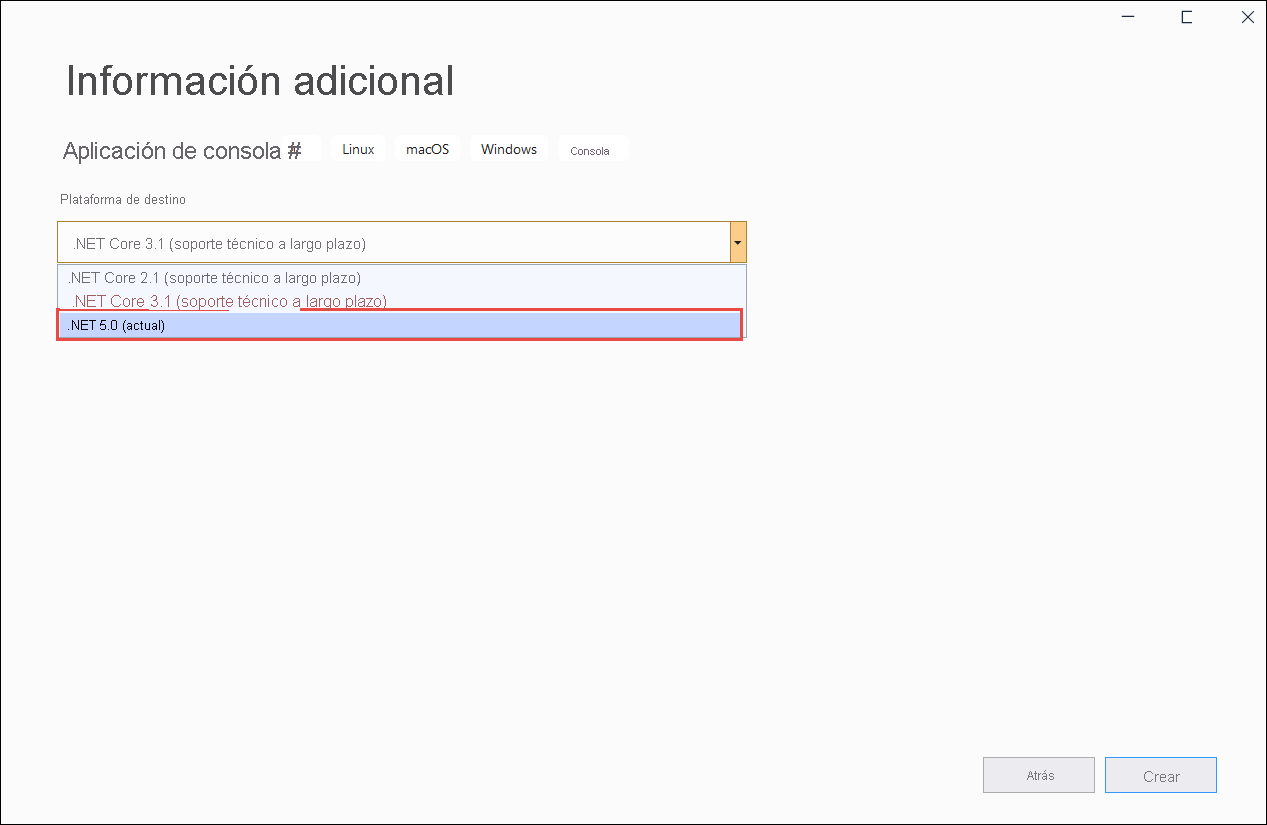 Información adicional
Aplicación de consola # Linux macOS Windows Consola
Plataforma de destino
.NET Core 3.1 (soporte técnico a largo plazo)
.NET Core 2.1 (soporte técnico a largo plazo)
.NET Core 3.1 (soporte técnico a largo plazo)
.NET 5.0 (actual)
Atrás Crear